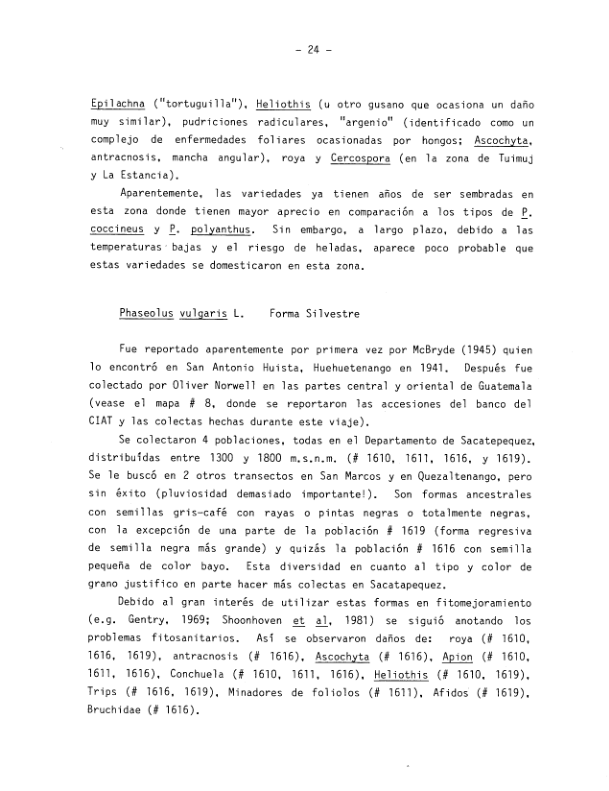 - 24 -
Epilachna ("tortuguilla"), Heliothis (u otro gusano que ocasiona un daño
muy similar), pudriciones radiculares, "argenio" (identificado como un
complejo de enfermedades foliares ocasionadas por hongos; Ascochyta,
antracnosis, mancha angular), roya y Cercospora (en la zona de Tuimuj
y La Estancia).
Aparentemente, las variedades ya tienen años de ser sembradas en
esta zona donde tienen mayor aprecio en comparación a los tipos de P.
coccineus y P. polyanthus. Sin embargo, a largo plazo, debido a las
temperaturas bajas y el riesgo de heladas, aparece poco probable que
estas variedades se domesticaron en esta zona.
Phaseolus vulgaris L. Forma Silvestre
Fue reportado aparentemente por primera vez por McBryde (1945) quien
lo encontró en San Antonio Huista, Huehuetenango en 1941. Después fue
colectado por Oliver Norwell en las partes central y oriental de Guatemala
(vease el mapa # 8, donde se reportaron las accesiones del banco del
CIAT y las colectas hechas durante este viaje).
Se colectaron 4 poblaciones, todas en el Departamento de Sacatepequez,
distribuídas entre 1300 y 1800 m.s.n.m. (# 1610, 1611, 1616, y 1619).
Se le buscó en 2 otros transectos en San Marcos y en Quezaltenango, pero
sin éxito (pluviosidad demasiado importante!). Son formas ancestrales
con semillas gris-café con rayas o pintas negras o totalmente negras,
con la excepción de una parte de la población # 1619 (forma regresiva
de semilla negra más grande) y quizás la población # 1616 con semilla
pequeña de color bayo. Esta diversidad en cuanto al tipo y color de
grano justifico en parte hacer más colectas en Sacatapequez.
Debido al gran interés de utilizar estas formas en fitomejoramiento
(e.g. Gentry, 1969; Shoonhoven et al, 1981) se siguió anotando los
problemas fitosanitarios. Así se observaron daños de: roya (# 1610,
1616, 1619), antracnosis (# 1616), Ascochyta (# 1616), Apion (# 1610,
1611, 1616), Conchuela (# 1610, 1611, 1616), Heliothis (# 1610, 1619),
Trips (# 1616, 1619), Minadores de foliolos (# 1611), Afidos (# 1619),
Bruchidae (# 1616).